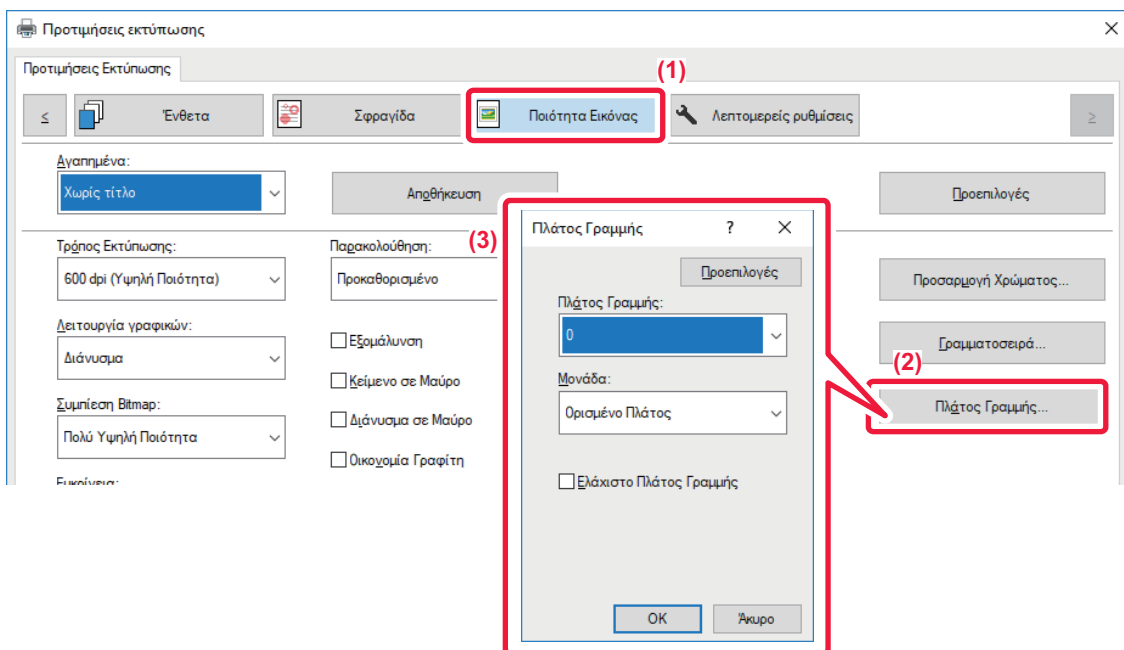 Προτιμήσεις εκτύπωσης
Προτιμήσεις Εκτύπωσης
(1)
≤ Ένθετα Σφραγίδα Ποιότητα Εικόνας Λεπτομερείς ρυθμίσεις ≥
Αγαπημένα:
Χωρίς τίτλο Αποθήκευση Προεπιλογές
Τρόπος Εκτύπωσης: Παρακολούθηση:
600 dpi (Υψηλή Ποιότητα) Προκαθορισμένο Προσαρμογή Χρώματος...
Λειτουργία γραφικών:
Διάνυσμα
Εξομάλυνση
Γραμματοσειρά...
Κείμενο σε Μαύρο
(2)
Συμπίεση Bitmap:
Πολύ Υψηλή Ποιότητα
Διάνυσμα σε Μαύρο
Πλάτος Γραμμής...
Οικονομία Γραφίτη
Ευκρίνεια:
(3)
Πλάτος Γραμμής ?
Προεπιλογές
Πλάτος Γραμμής:
0
Μονάδα:
Ορισμένο Πλάτος
Ελάχιστο Πλάτος Γραμμής
OK Άκυρο